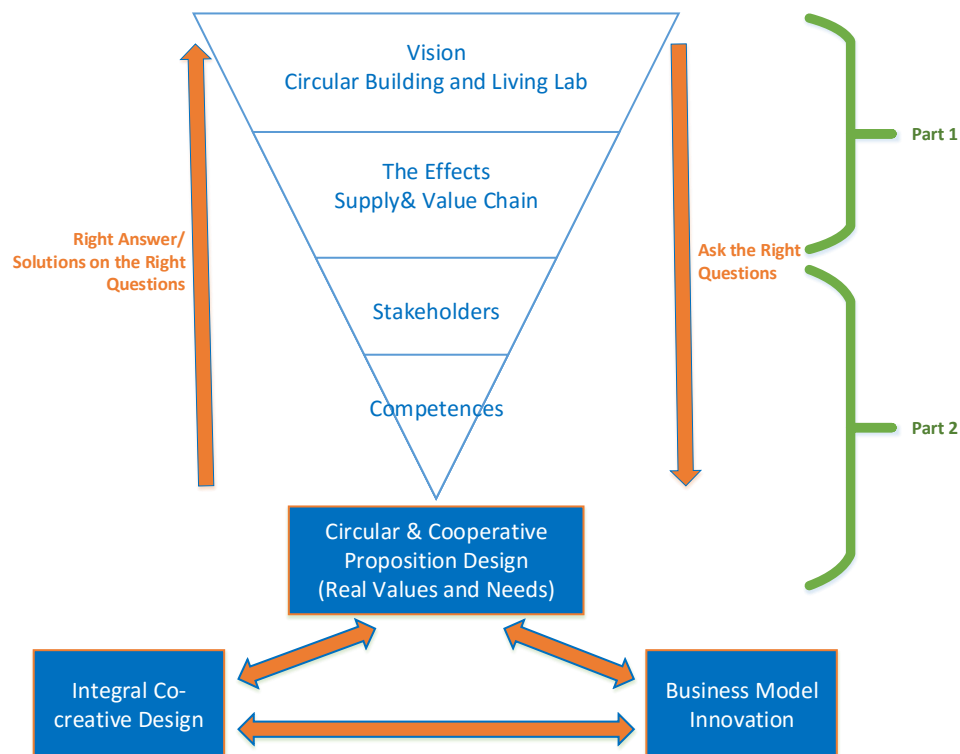 Vision
Circular Building and Living Lab
Part 1
The Effects
Supply& Value Chain
Right Answer/
Solutions on the Right
Questions
Ask the Right
Questions
Stakeholders
Competences
Part 2
Circular & Cooperative
Proposition Design
(Real Values and Needs)
Integral Co-
creative Design
Business Model
Innovation